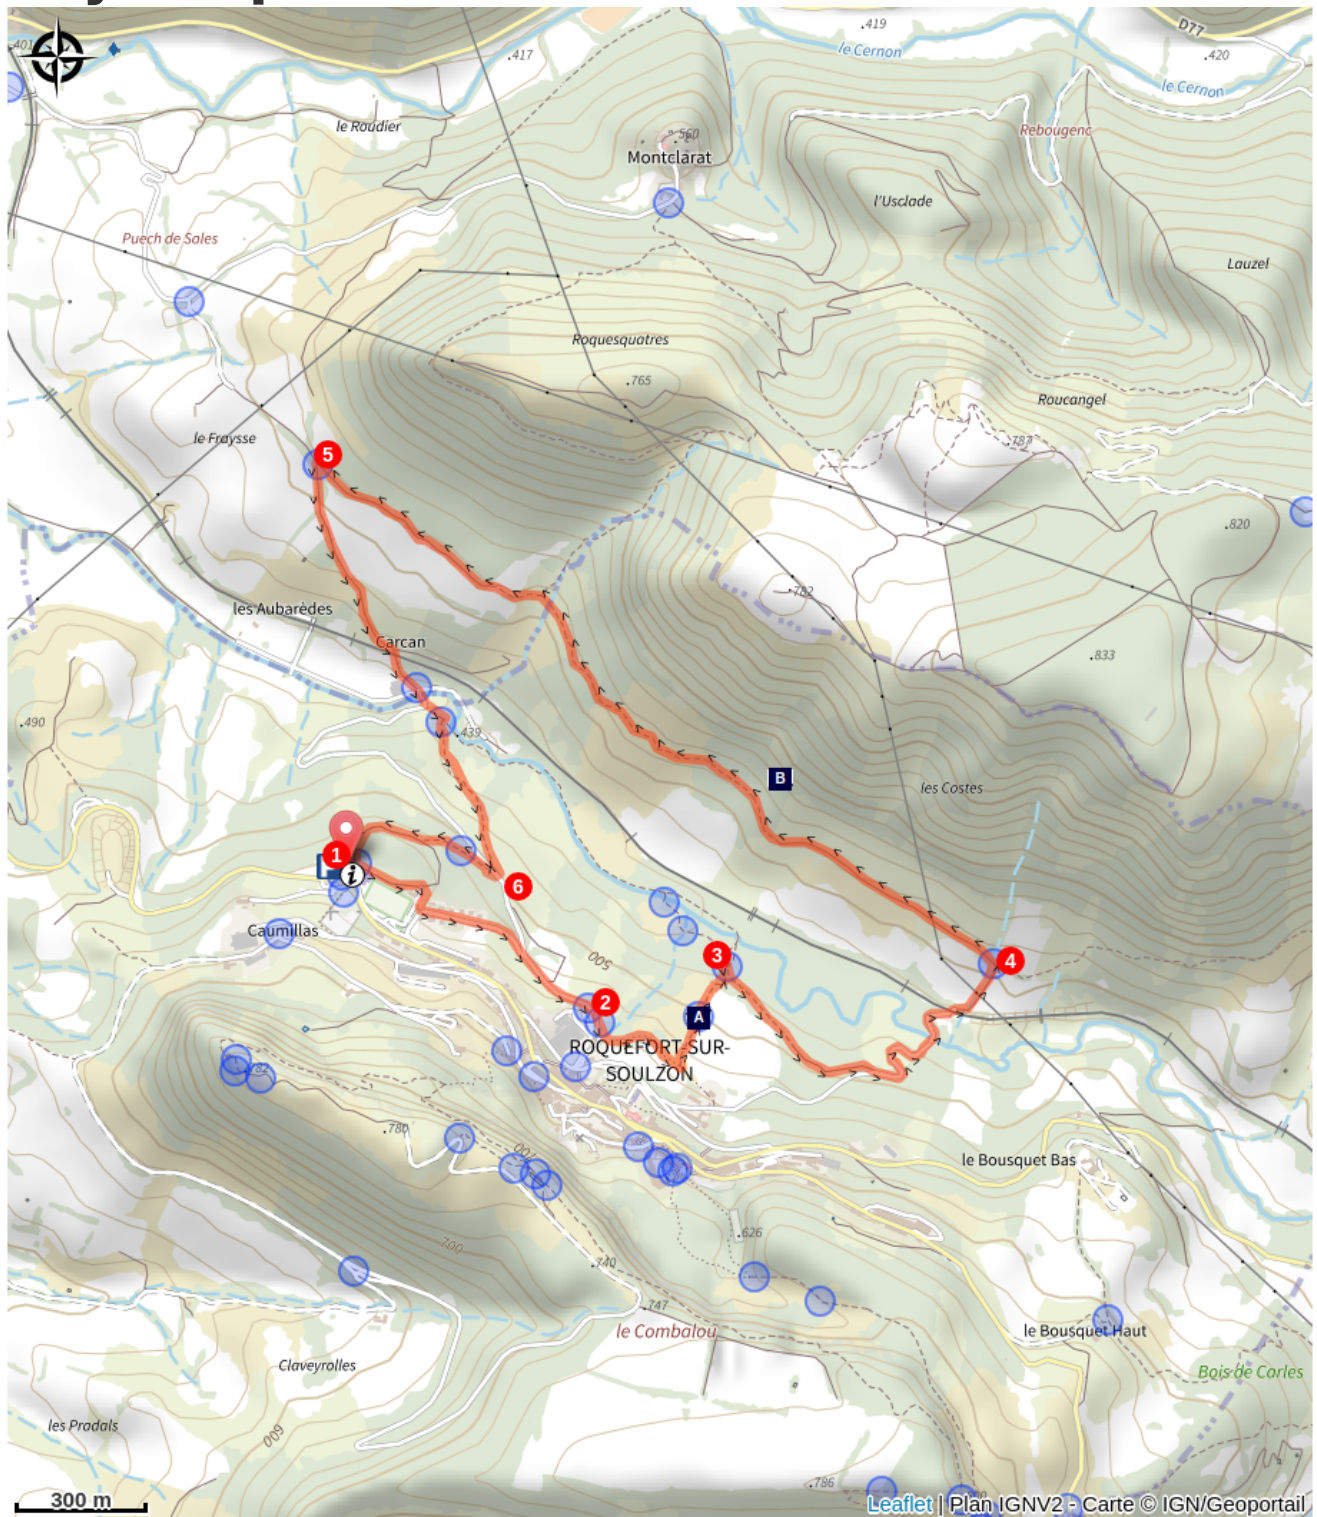 .419
D77
401
.417
le Cernon
.420
le Cernon
le Roudier
Rebougenc
.560
Montclarat
l'Usclade
Puech de Sales
Lauzel
Roquesquatres
.765
Roucangel
le Fraysse
.787
5
.820
.782
les Aubarèdes
Carcan
.833
.490
.439
B
les Costes
1
i
6
Caumillas
500
3
4
2
A
ROQUEFORT-SUR-
SOULZON
782
.780
700
le Bousquet Bas
700
.626
.740
.747
le Combalou
le Bousquet Haut
Claveyrolles
Bois de Carles
les Pradals
600
.786
300 m
Leaflet | Plan IGNV2 - Carte © IGN/Geoportail